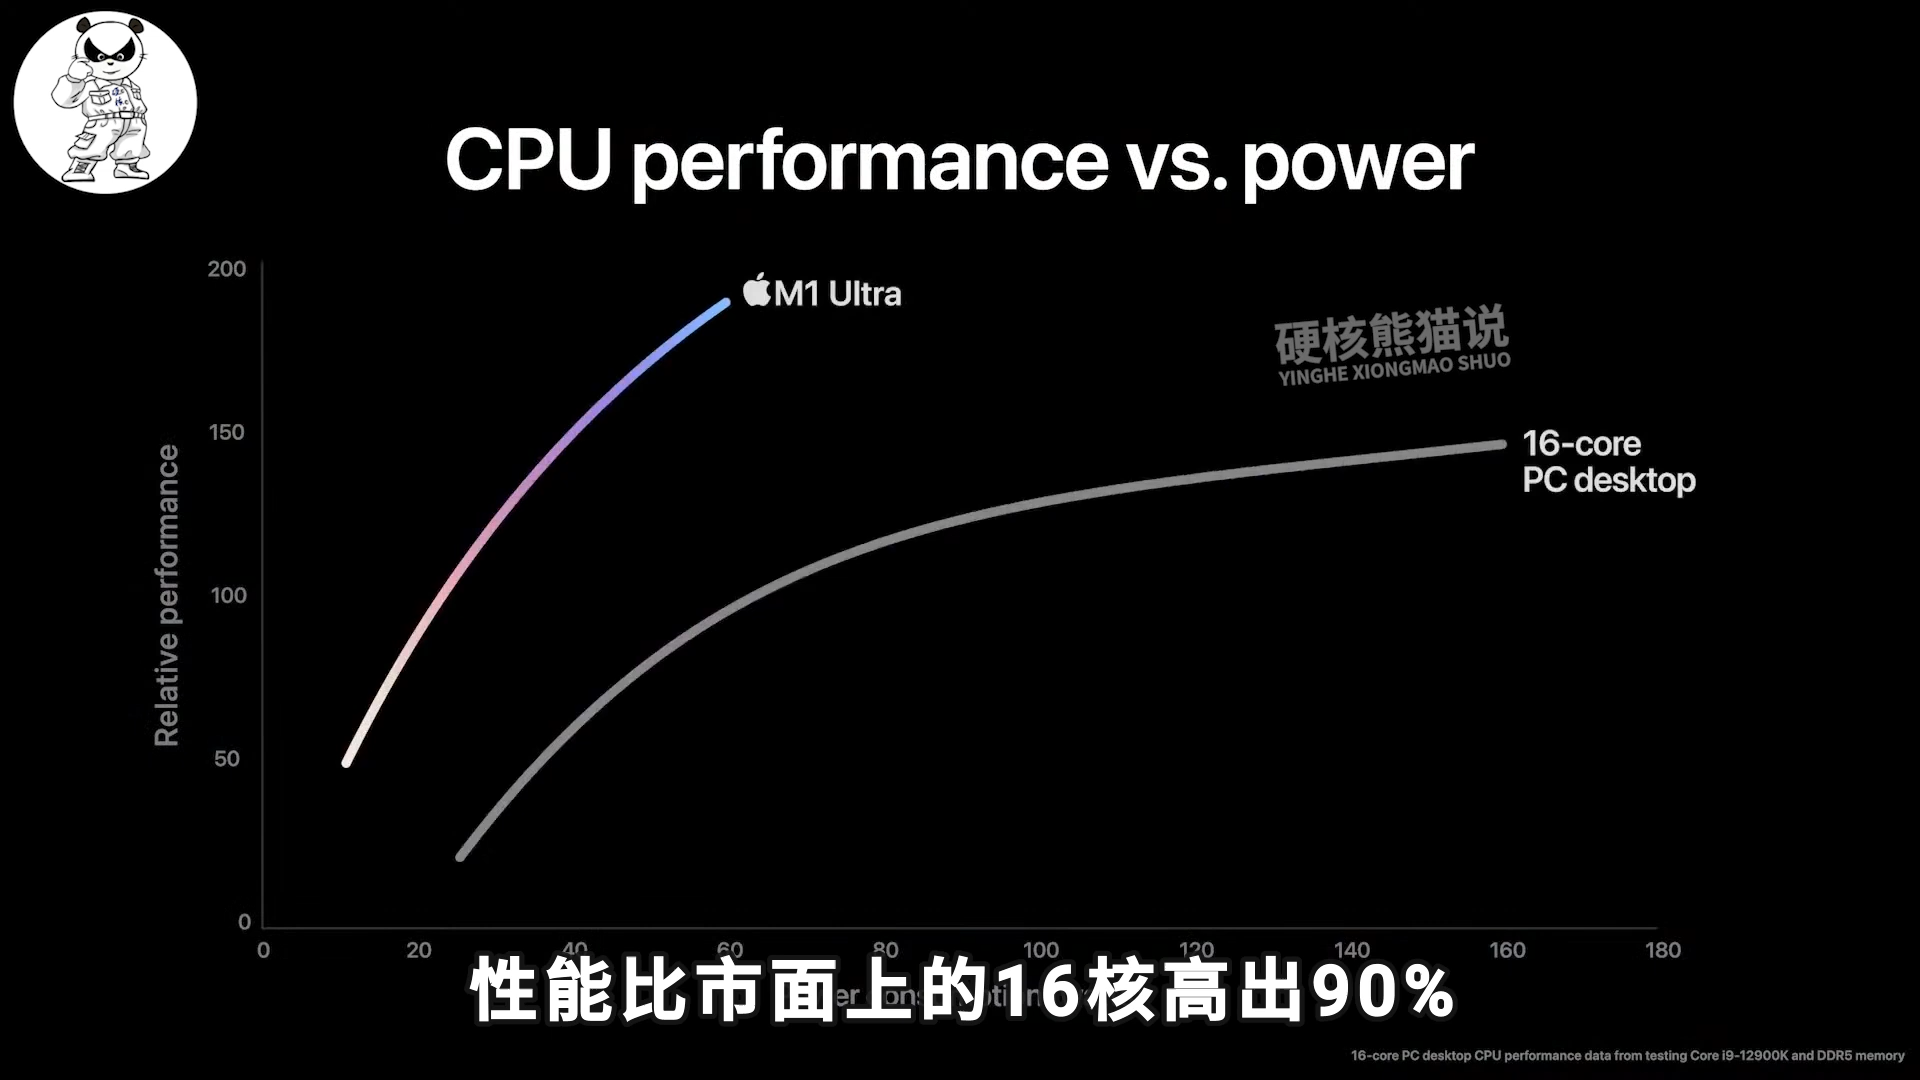 CPU performance vs. power
200
M1 Ultra
硬核熊猫说
YINGHE XIONGMAO SHUO
150
16-core
PC desktop
Relative performance
100
50
0
0 20 40 60 80 100 120 140 160 180
性能比市面上的16核高出90%
16-core PC desktop CPU performance data from testing Core i9-12900K and DDR5 memory